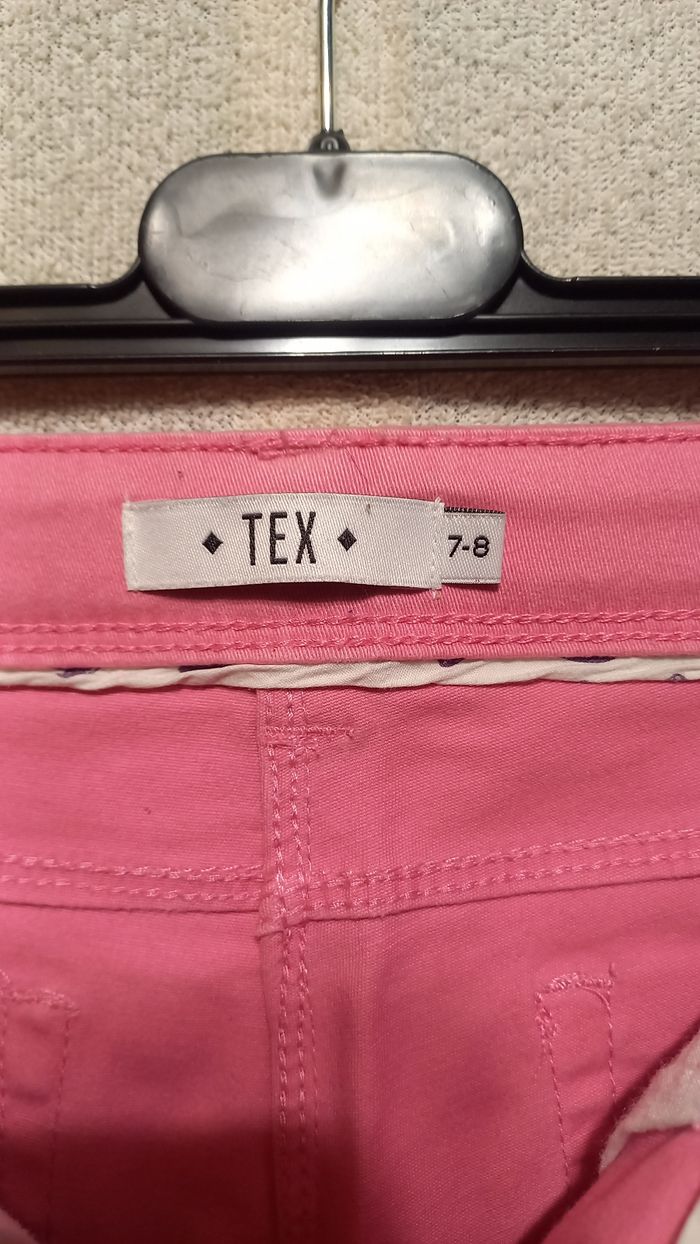 ◆ TEX ◆
7-8